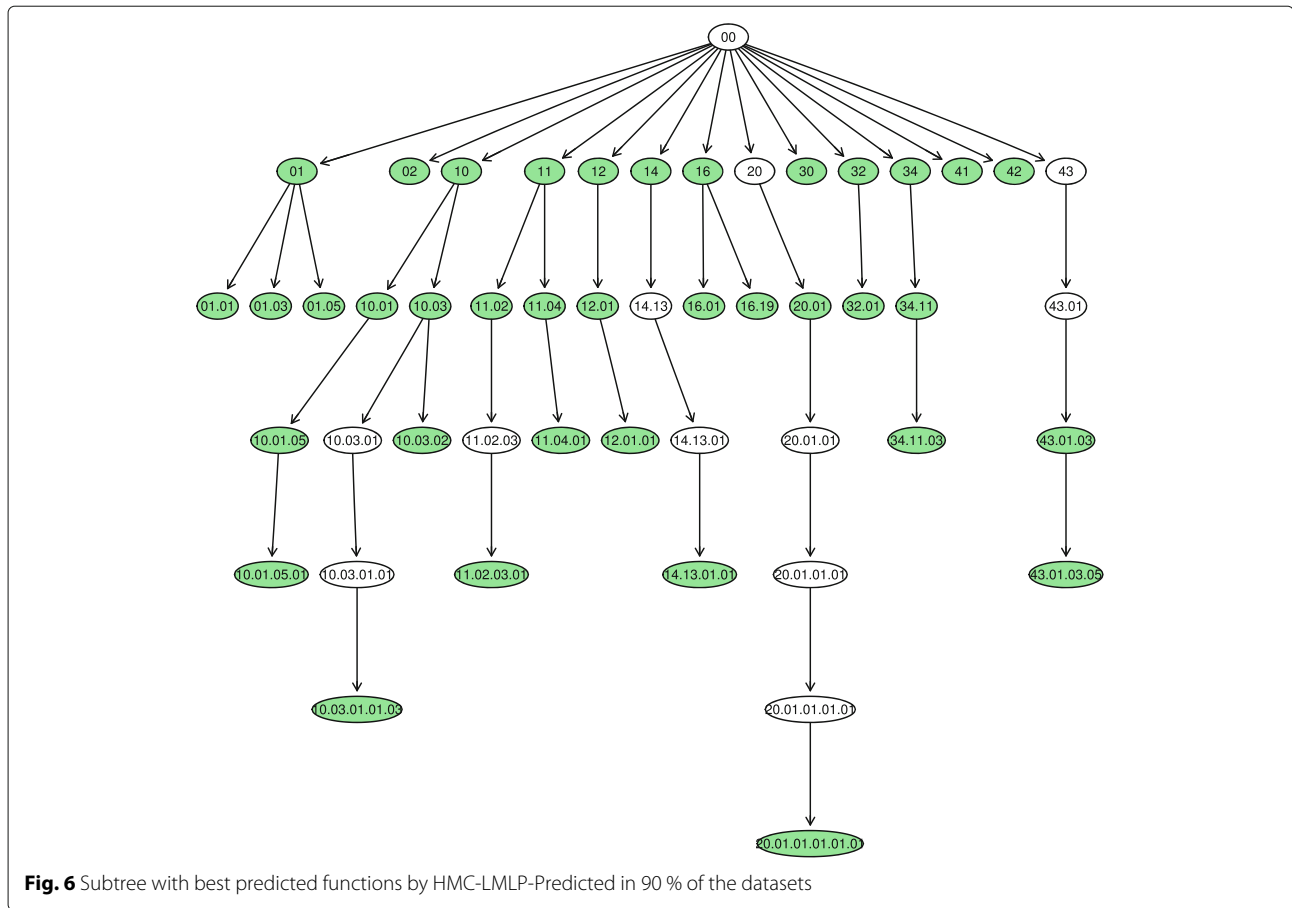 00
01 02 10 11 12 14 16 20 30 32 34 41 42 43
01.01 01.03 01.05 10.01 10.03 11.02 11.04 12.01 14.13 16.01 16.19 20.01 32.01 34.11 43.01
10.01.05 10.03.01 10.03.02 11.02.03 11.04.01 12.01.01 14.13.01 20.01.01 34.11.03 43.01.03
10.01.05.01 10.03.01.01 11.02.03.01 14.13.01.01 20.01.01.01 43.01.03.05
10.03.01.01.03 20.01.01.01.01
20.01.01.01.01.01
Fig. 6 Subtree with best predicted functions by HMC-LMLP-Predicted in 90 % of the datasets